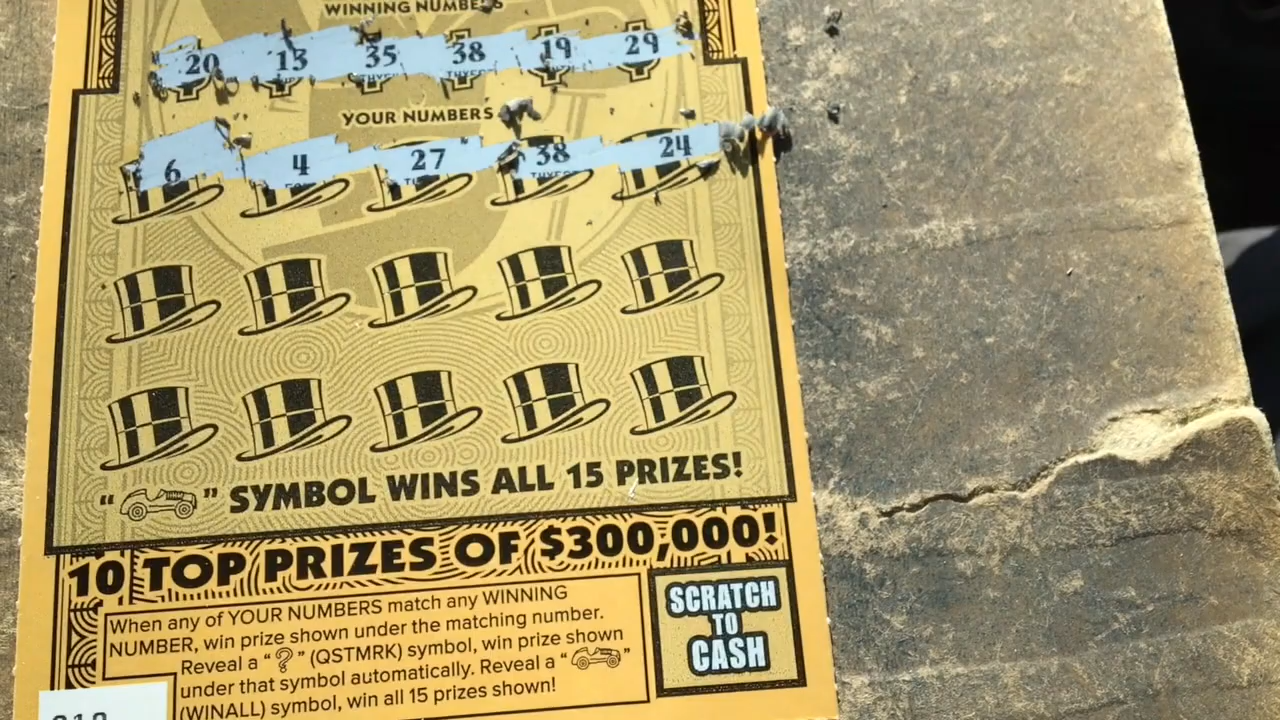 WINNING NUMBERS
20 13 35 38 19 29
YOUR NUMBERS
6 4 27 38 24
" " SYMBOL WINS ALL 15 PRIZES!
10 TOP PRIZES OF $300,000!
When any of YOUR NUMBERS match any WINNING
NUMBER, win prize shown under the matching number.
Reveal a "?" (QSTMRK) symbol, win prize shown
under that symbol automatically. Reveal a " "
(WINALL) symbol, win all 15 prizes shown!
SCRATCH
TO
CASH